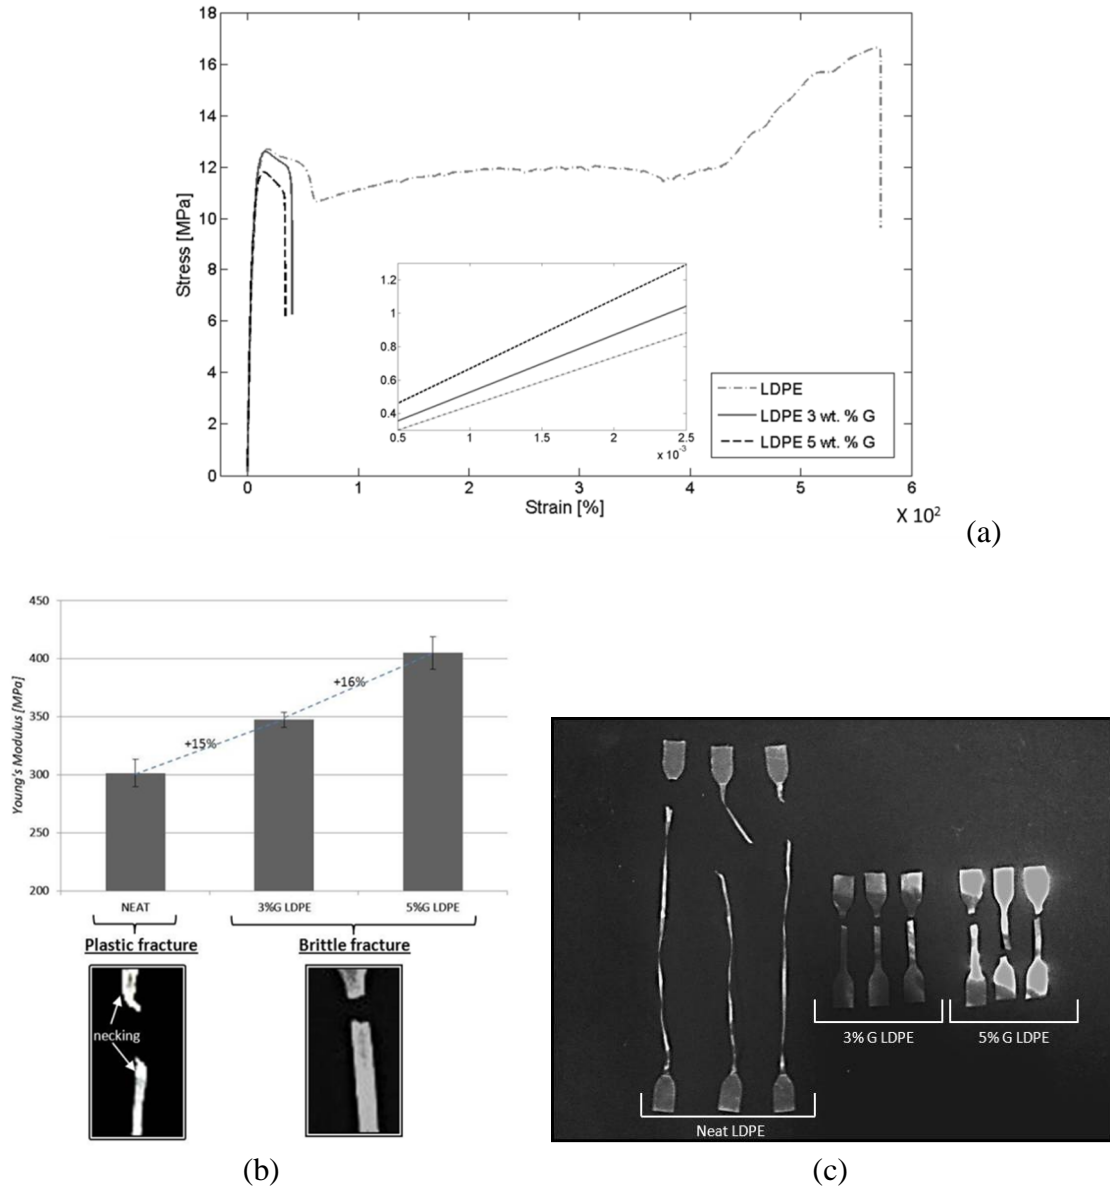 18
16
14
12
10
8
6
4
2
0
Stress [MPa]
1.2
1
0.8
0.6
0.4
0.5
1
1.5
2
2.5
x 10-3
LDPE
LDPE 3 wt. % G
LDPE 5 wt. % G
0
1
2
3
4
5
6
Strain [%]
X 10²
(a)
450
400
350
300
250
200
Young's Modulus [MPa]
+15%
+16%
NEAT
3%G LDPE
5%G LDPE
Plastic fracture
Brittle fracture
necking
(b)
3% G LDPE
5% G LDPE
Neat LDPE
(c)